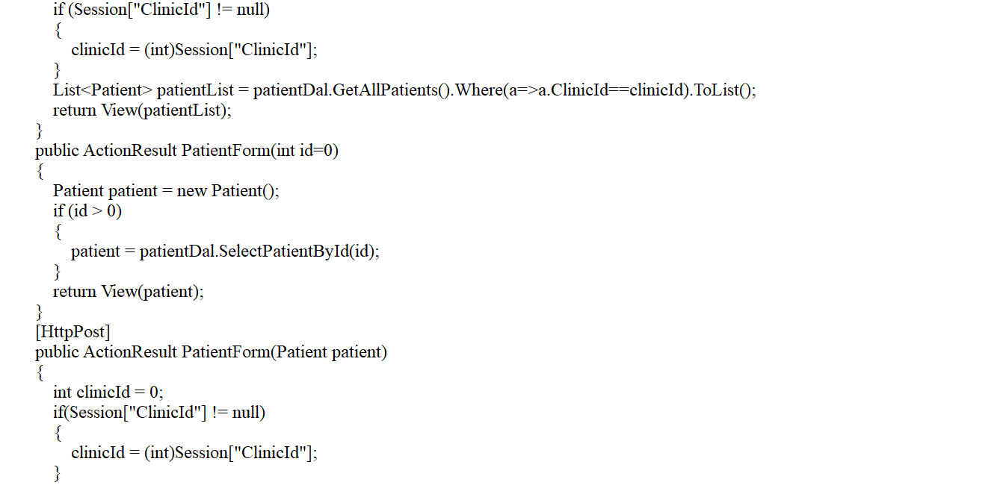 if (Session["ClinicId"] != null)
{
clinicId = (int)Session["ClinicId"];
}
List<Patient> patientList = patientDal.GetAllPatients().Where(a=>a.ClinicId==clinicId).ToList();
return View(patientList);
}
public ActionResult PatientForm(int id=0)
{
Patient patient = new Patient();
if (id > 0)
{
patient = patientDal.SelectPatientById(id);
}
return View(patient);
}
[HttpPost]
public ActionResult PatientForm(Patient patient)
{
int clinicId = 0;
if(Session["ClinicId"] != null)
{
clinicId = (int)Session["ClinicId"];
}